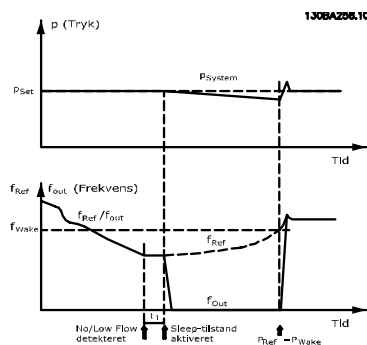 130BA258.10
p (Tryk)
PSystem
PSet
Tid
fRef fout (Frekvens)
fRef/fout
fWake
fRef
fOut
Tid
t1
No/Low Flow detekteret
Sleep-tilstand aktiveret
PRef -PWake